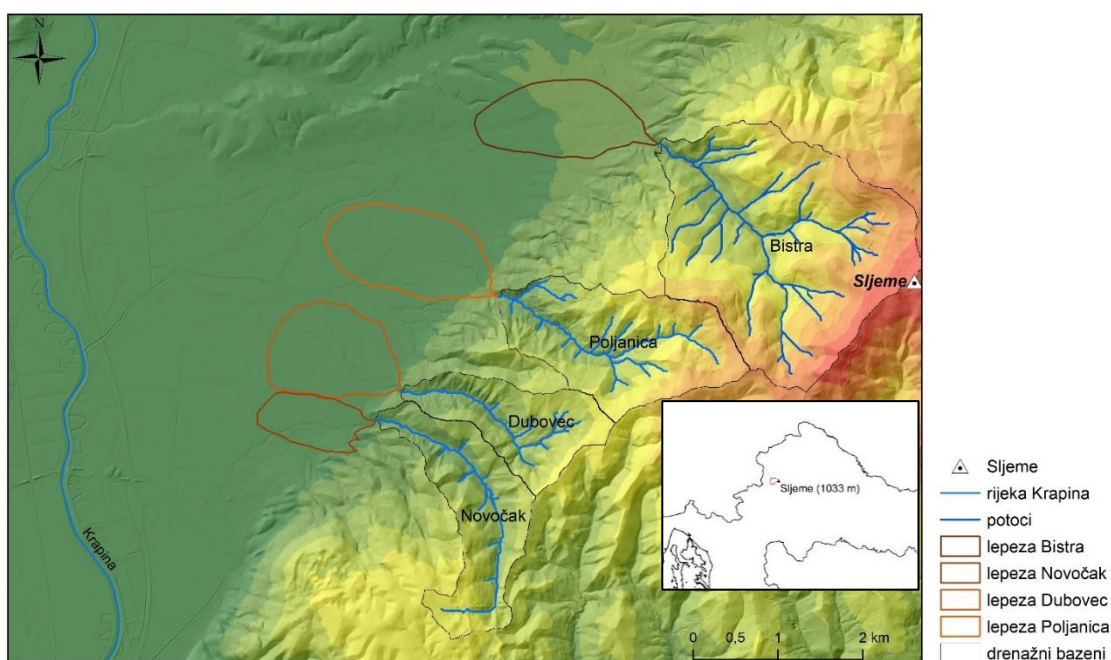 N
Bistra
Sljeme
Poljanica
Dubovec
Novočak
Krapina
Sljeme (1033 m)
0 0,5 1 2 km
Sljeme
rijeka Krapina
potoci
lepeza Bistra
lepeza Novočak
lepeza Dubovec
lepeza Poljanica
drenažni bazeni